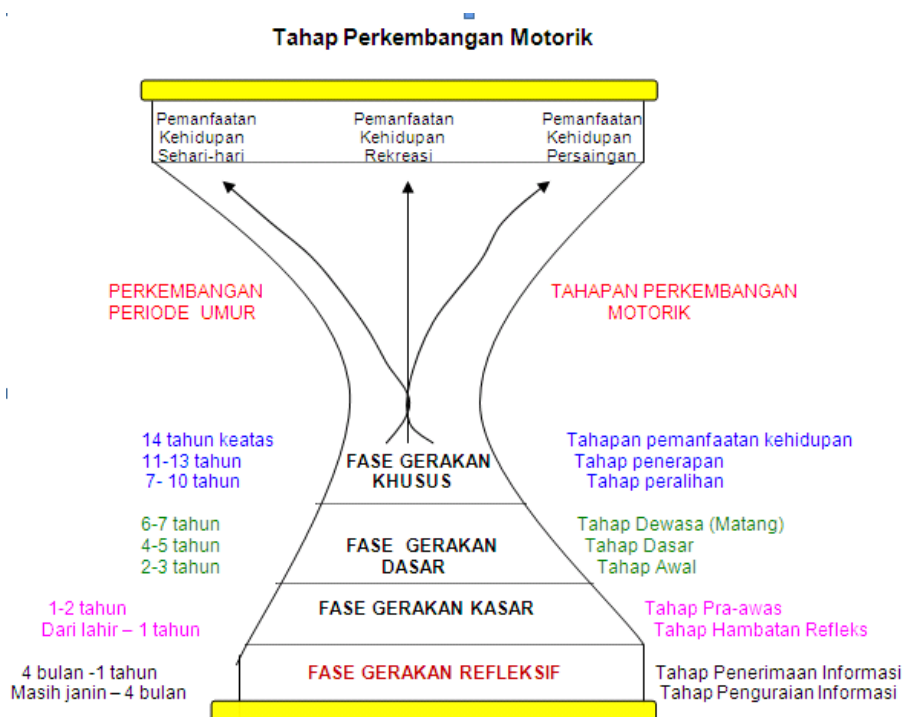 Tahap Perkembangan Motorik
Pemanfaatan
Kehidupan
Sehari-hari
Pemanfaatan
Kehidupan
Rekreasi
Pemanfaatan
Kehidupan
Persaingan
PERKEMBANGAN
PERIODE UMUR
TAHAPAN PERKEMBANGAN
MOTORIK
14 tahun keatas
11-13 tahun
7- 10 tahun
FASE GERAKAN
KHUSUS
Tahapan pemanfaatan kehidupan
Tahap penerapan
Tahap peralihan
6-7 tahun
4-5 tahun
2-3 tahun
FASE GERAKAN
DASAR
Tahap Dewasa (Matang)
Tahap Dasar
Tahap Awal
1-2 tahun
Dari lahir – 1 tahun
FASE GERAKAN KASAR
Tahap Pra-awas
Tahap Hambatan Refleks
4 bulan -1 tahun
Masih janin – 4 bulan
FASE GERAKAN REFLEKSIF
Tahap Penerimaan Informasi
Tahap Penguraian Informasi